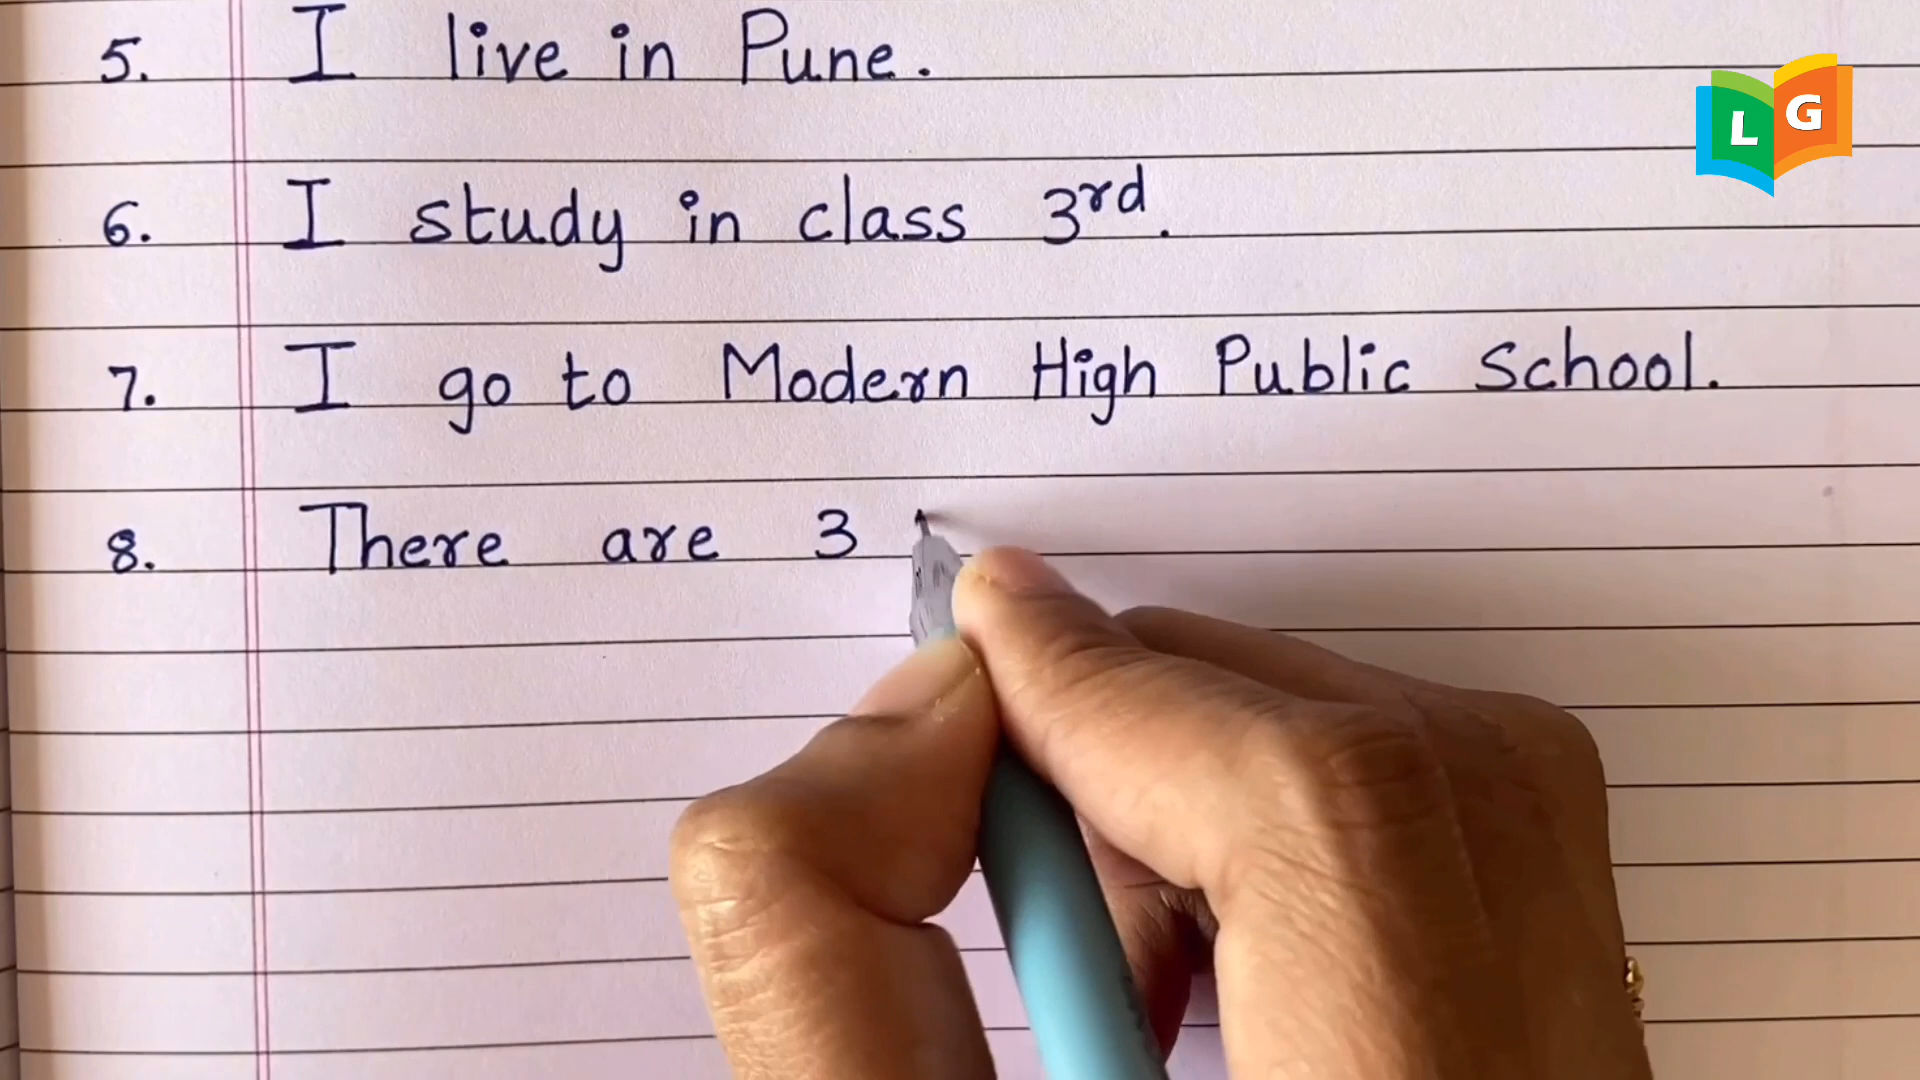 5. I live in Pune.
L G
6. I study in class 3rd.
7. I go to Modern High Public School.
8. There are 3